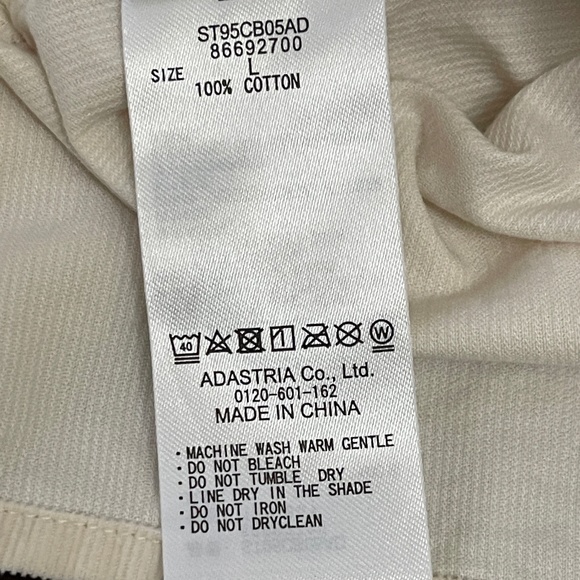 ST95CB05AD
86692700
SIZE L
100% COTTON
40 W
ADASTRIA Co., Ltd.
0120-601-162
MADE IN CHINA
・MACHINE WASH WARM GENTLE
・DO NOT BLEACH
・DO NOT TUMBLE DRY
・LINE DRY IN THE SHADE
・DO NOT IRON
・DO NOT DRYCLEAN